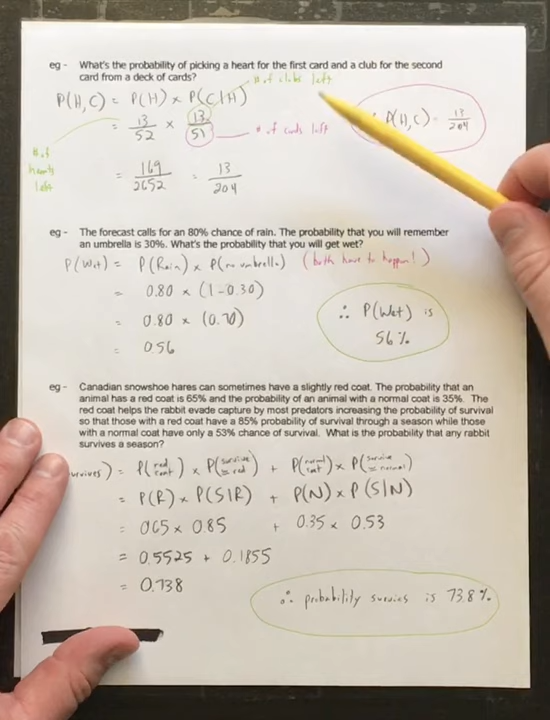 eg - What's the probability of picking a heart for the first card and a club for the second
card from a deck of cards?
# of clubs left
P(H,C) = P(H) x P(C|H)
= 13/52 x 13/51
# of cards left
P(H,C) = 13/204
# of
hearts
left
= 169/2652 = 13/204
eg - The forecast calls for an 80% chance of rain. The probability that you will remember
an umbrella is 30%. What's the probability that you will get wet?
P(Wet) = P(Rain) x P(no umbrella) (both have to happen!)
= 0.80 x (1-0.30)
= 0.80 x (0.70)
= 0.56
∴ P(Wet) is
56%
eg - Canadian snowshoe hares can sometimes have a slightly red coat. The probability that an
animal has a red coat is 65% and the probability of an animal with a normal coat is 35%. The
red coat helps the rabbit evade capture by most predators increasing the probability of survival
so that those with a red coat have a 85% probability of survival through a season while those
with a normal coat have only a 53% chance of survival. What is the probability that any rabbit
survives a season?
urvives) = P(red coat) x P(survive = red) + P(normal coat) x P(survive = normal)
= P(R) x P(S|R) + P(N) x P(S|N)
= 0.65 x 0.85 + 0.35 x 0.53
= 0.5525 + 0.1855
= 0.738
∴ probability survives is 73.8%